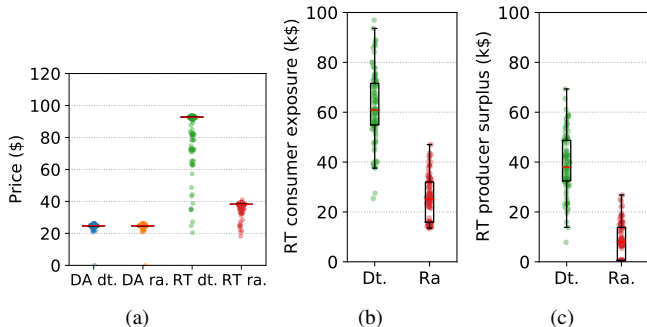 Price ($)
120
100
80
60
40
20
0
DA dt. DA ra. RT dt. RT ra.
(a)
RT consumer exposure (k$)
100
80
60
40
20
0
Dt. Ra
(b)
RT producer surplus (k$)
100
80
60
40
20
0
Dt. Ra.
(c)